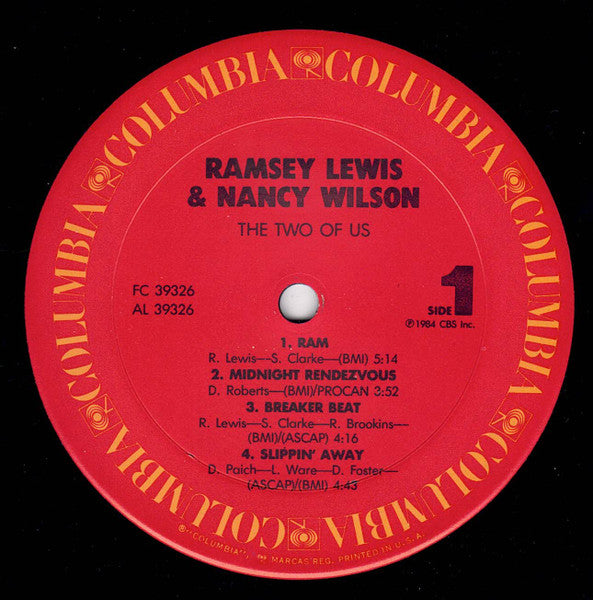 COLUMBIA COLUMBIA COLUMBIA COLUMBIA COLUMBIA COLUMBIA
RAMSEY LEWIS
& NANCY WILSON
THE TWO OF US
FC 39326
AL 39326
SIDE 1
℗ 1984 CBS Inc.
1. RAM
R. Lewis—S. Clarke—(BMI) 5:14
2. MIDNIGHT RENDEZVOUS
D. Roberts—(BMI)/PROCAN 3:52
3. BREAKER BEAT
R. Lewis—S. Clarke—R. Brookins—
(BMI)/(ASCAP) 4:16
4. SLIPPIN' AWAY
D. Paich—L. Ware—D. Foster—
(ASCAP)/(BMI) 4:43
®/"COLUMBIA", MARCAS REG. PRINTED IN U.S.A.